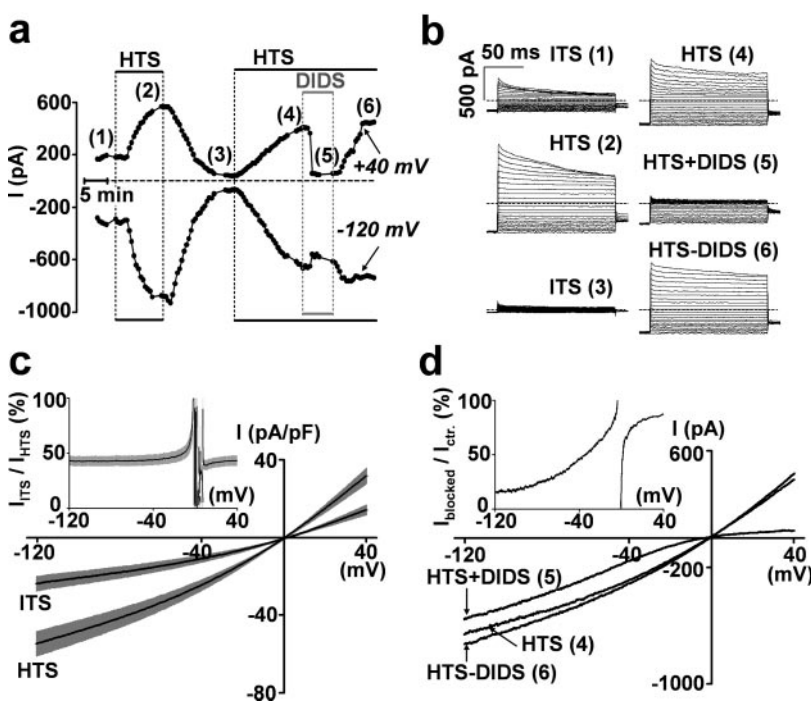 a
HTS
HTS
DIDS
600
200
-200
-600
-1000
I (pA)
(1)
(2)
(3)
(4)
(5)
(6)
+40 mV
5 min
-120 mV
b
50 ms
500 pA
ITS (1)
HTS (4)
HTS (2)
HTS+DIDS (5)
HTS-DIDS (6)
ITS (3)
c
I_ITS / I_HTS (%)
100
50
0
-120
-40
40
(mV)
I (pA/pF)
40
-120
-40
40
(mV)
ITS
HTS
-40
-80
d
I_blocked / I_ctr. (%)
100
50
0
-120
-40
40
(mV)
I (pA)
600
-120
-40
40
(mV)
-200
HTS+DIDS (5)
HTS (4)
HTS-DIDS (6)
-1000